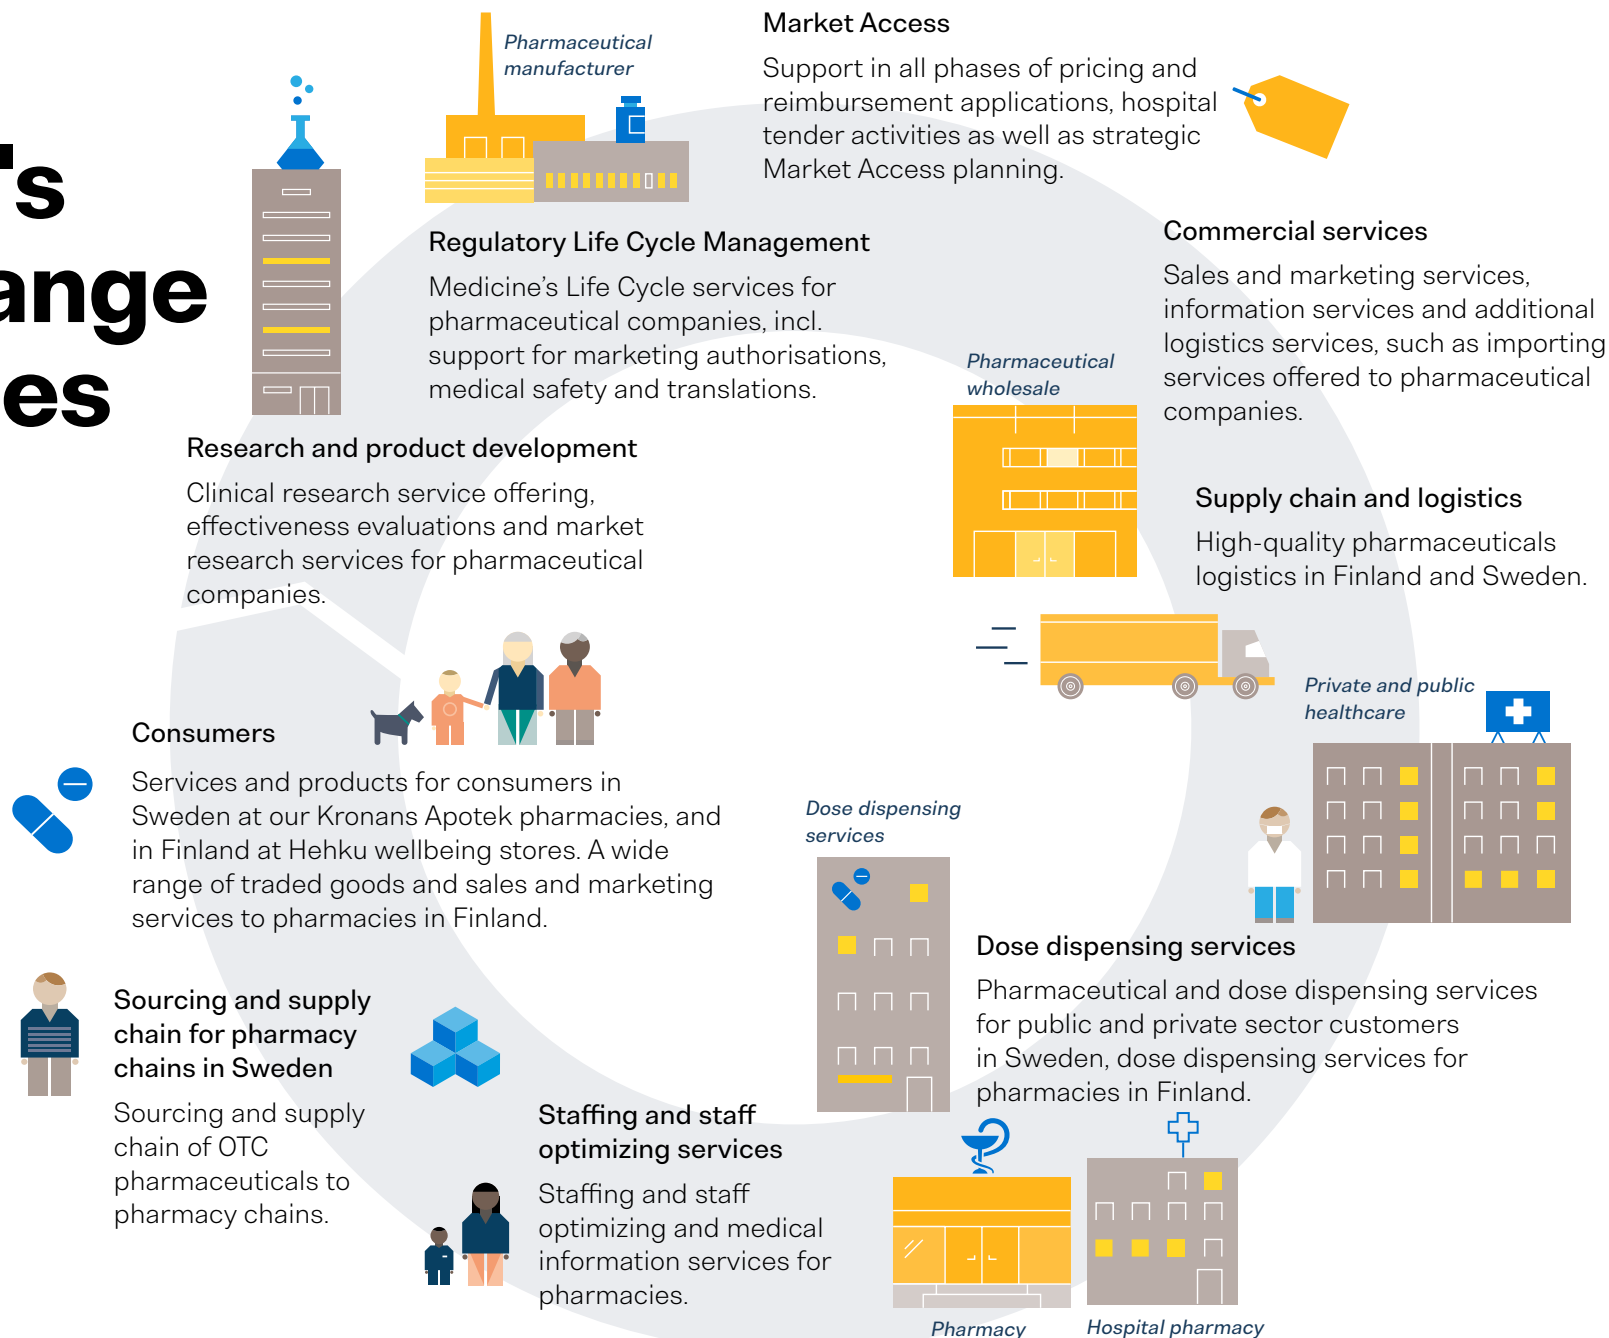 's
ange
es
Pharmaceutical
manufacturer
Market Access
Support in all phases of pricing and
reimbursement applications, hospital
tender activities as well as strategic
Market Access planning.
Regulatory Life Cycle Management
Medicine’s Life Cycle services for
pharmaceutical companies, incl.
support for marketing authorisations,
medical safety and translations.
Commercial services
Sales and marketing services,
information services and additional
logistics services, such as importing
services offered to pharmaceutical
companies.
Pharmaceutical
wholesale
Research and product development
Clinical research service offering,
effectiveness evaluations and market
research services for pharmaceutical
companies.
Supply chain and logistics
High-quality pharmaceuticals
logistics in Finland and Sweden.
Private and public
healthcare
Consumers
Services and products for consumers in
Sweden at our Kronans Apotek pharmacies, and
in Finland at Hehku wellbeing stores. A wide
range of traded goods and sales and marketing
services to pharmacies in Finland.
Dose dispensing
services
Dose dispensing services
Pharmaceutical and dose dispensing services
for public and private sector customers
in Sweden, dose dispensing services for
pharmacies in Finland.
Sourcing and supply
chain for pharmacy
chains in Sweden
Sourcing and supply
chain of OTC
pharmaceuticals to
pharmacy chains.
Staffing and staff
optimizing services
Staffing and staff
optimizing and medical
information services for
pharmacies.
Pharmacy
Hospital pharmacy